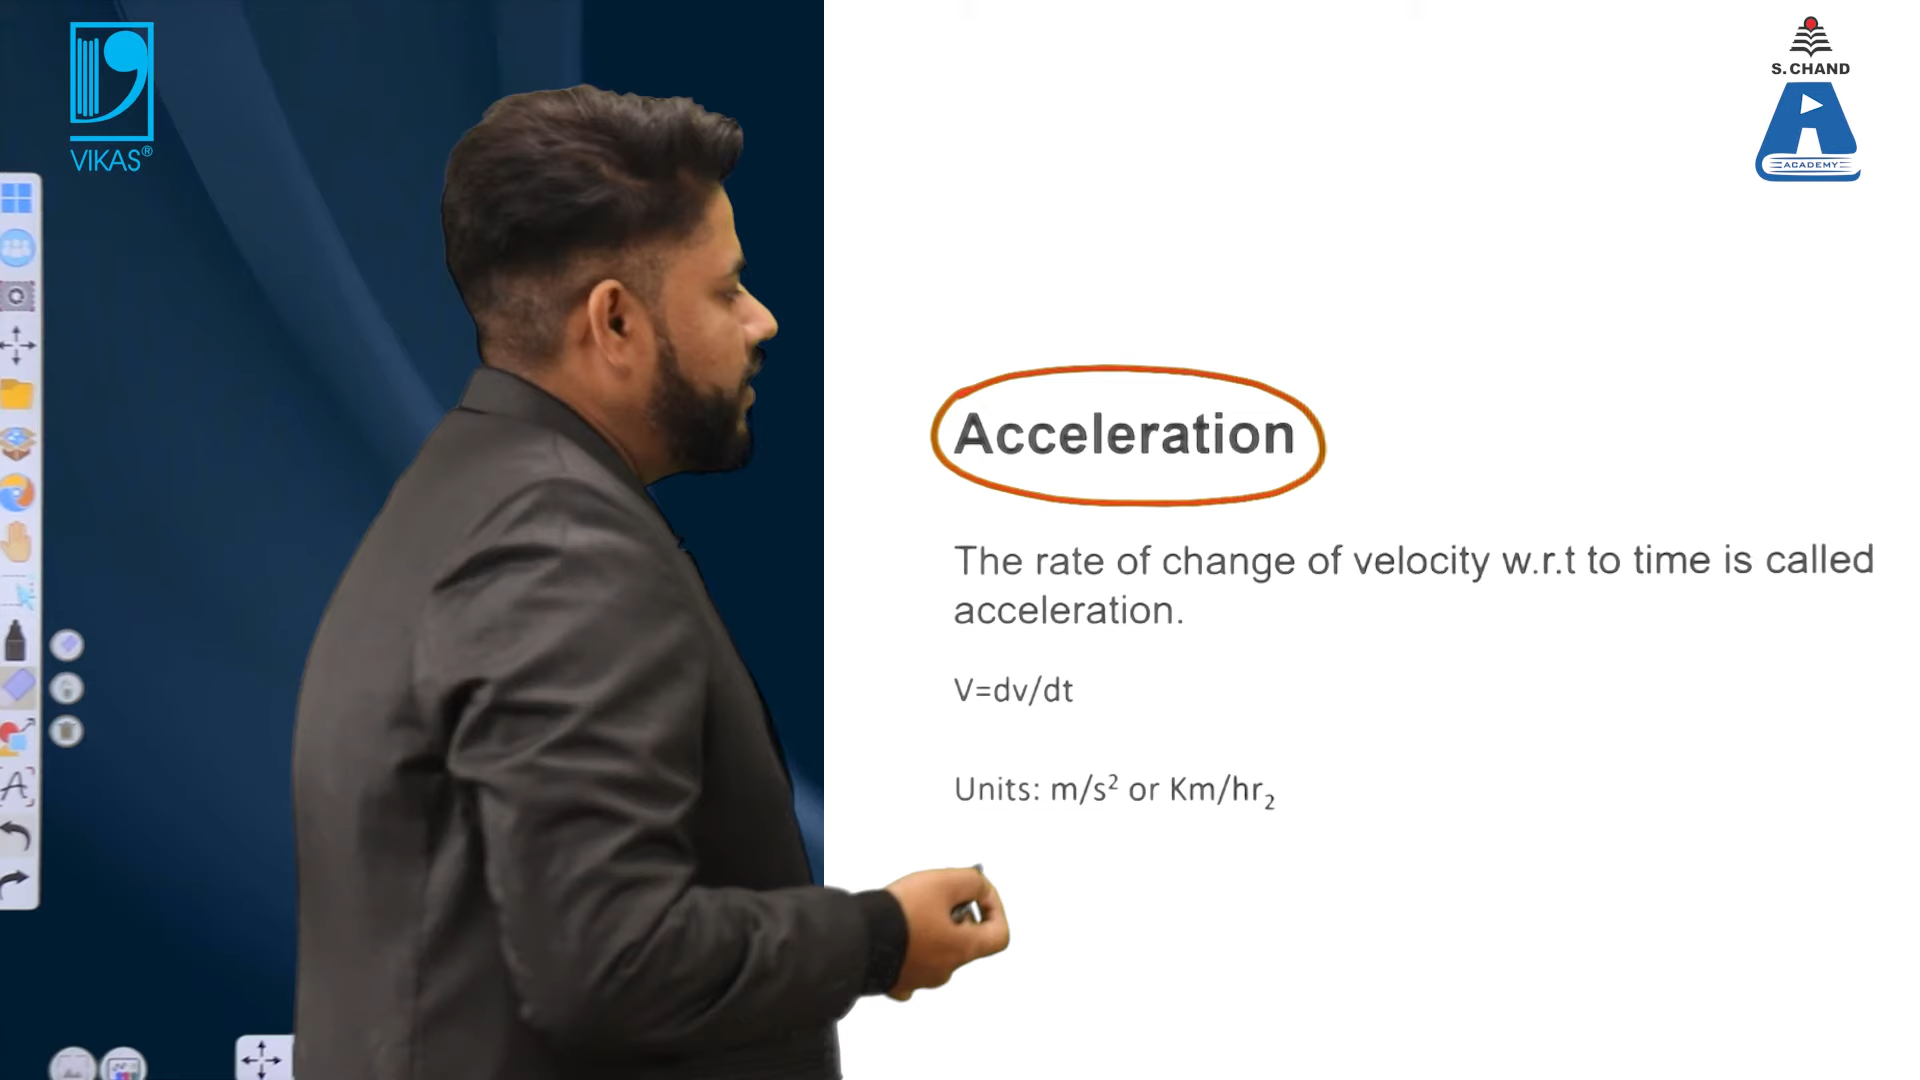 VIKAS®
S. CHAND
ACADEMY
Acceleration
The rate of change of velocity w.r.t to time is called
acceleration.
V=dv/dt
Units: m/s² or Km/hr₂